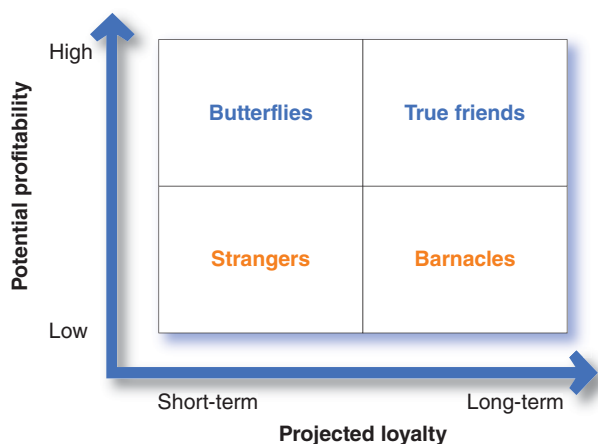 High
Potential profitability
Butterflies
True friends
Strangers
Barnacles
Low
Short-term
Long-term
Projected loyalty